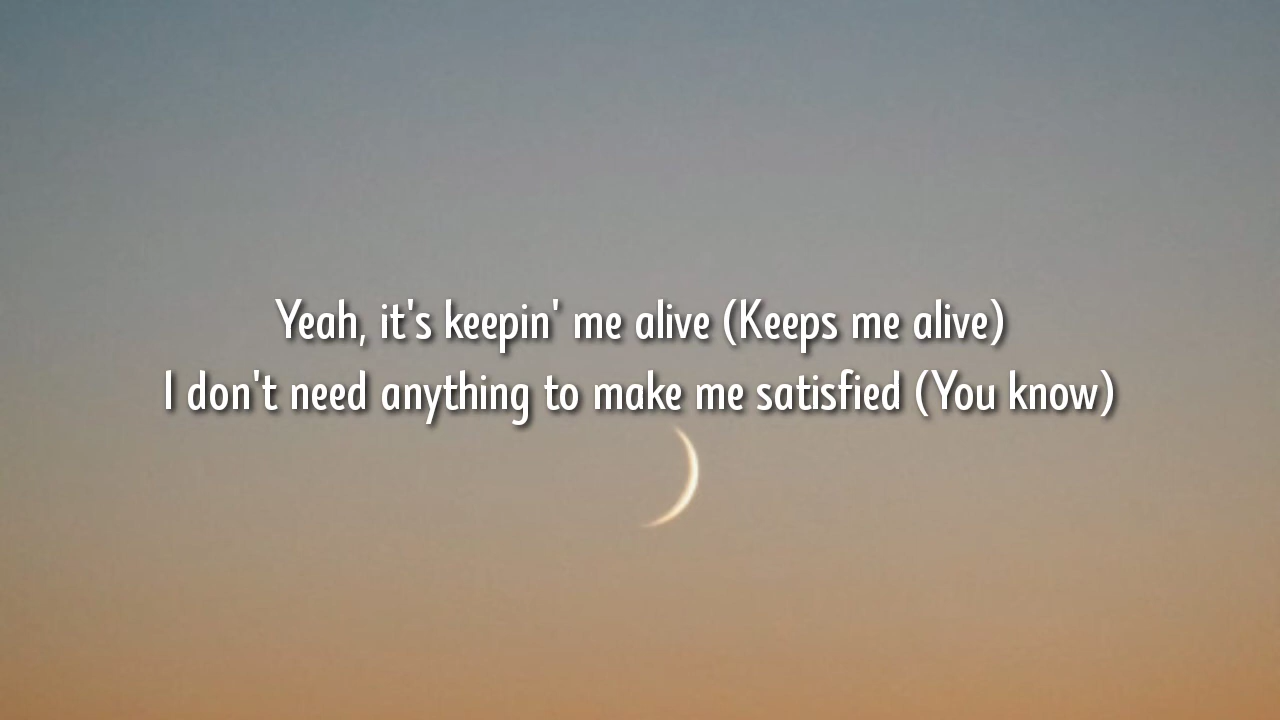 Yeah, it's keepin' me alive (Keeps me alive)
I don't need anything to make me satisfied (You know)